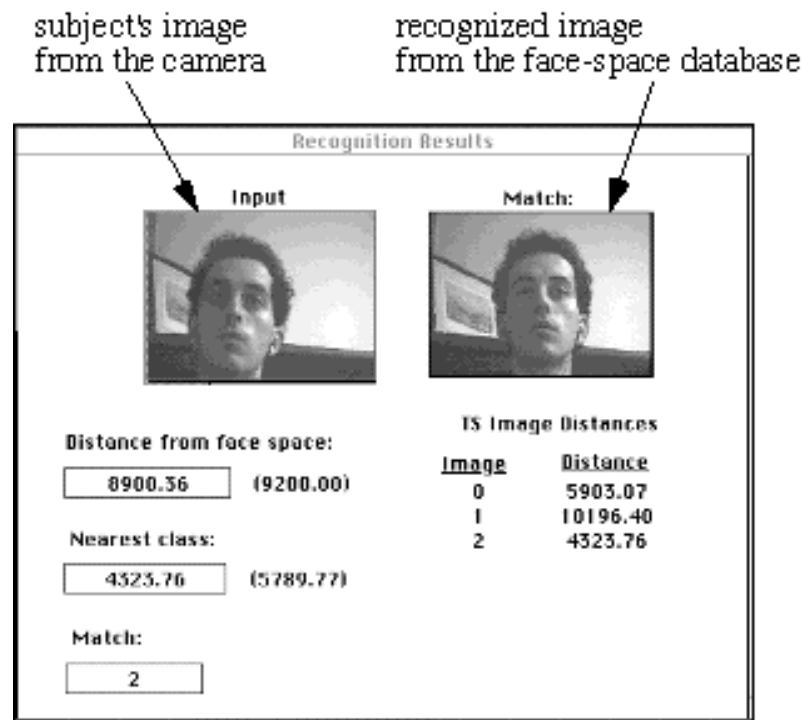 subject's image
from the camera
recognized image
from the face-space database
Recognition Results
Input
Match:
Distance from face space:
8900.36 (9200.00)
Nearest class:
4323.76 (5789.77)
Match:
2
TS Image Distances
Image Distance
0 5903.07
1 10196.40
2 4323.76